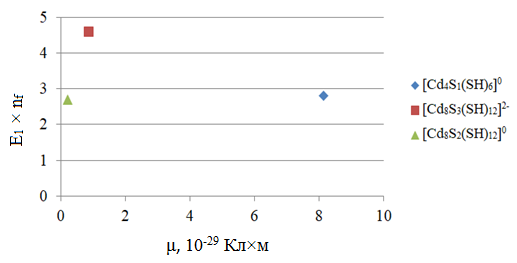 5
4
3
2
1
0
E₁ × n_f
0 2 4 6 8 10
μ, 10⁻²⁹ Кл×м
[Cd₄S₁(SH)₆]⁰
[Cd₈S₃(SH)₁₂]²⁻
[Cd₈S₂(SH)₁₂]⁰